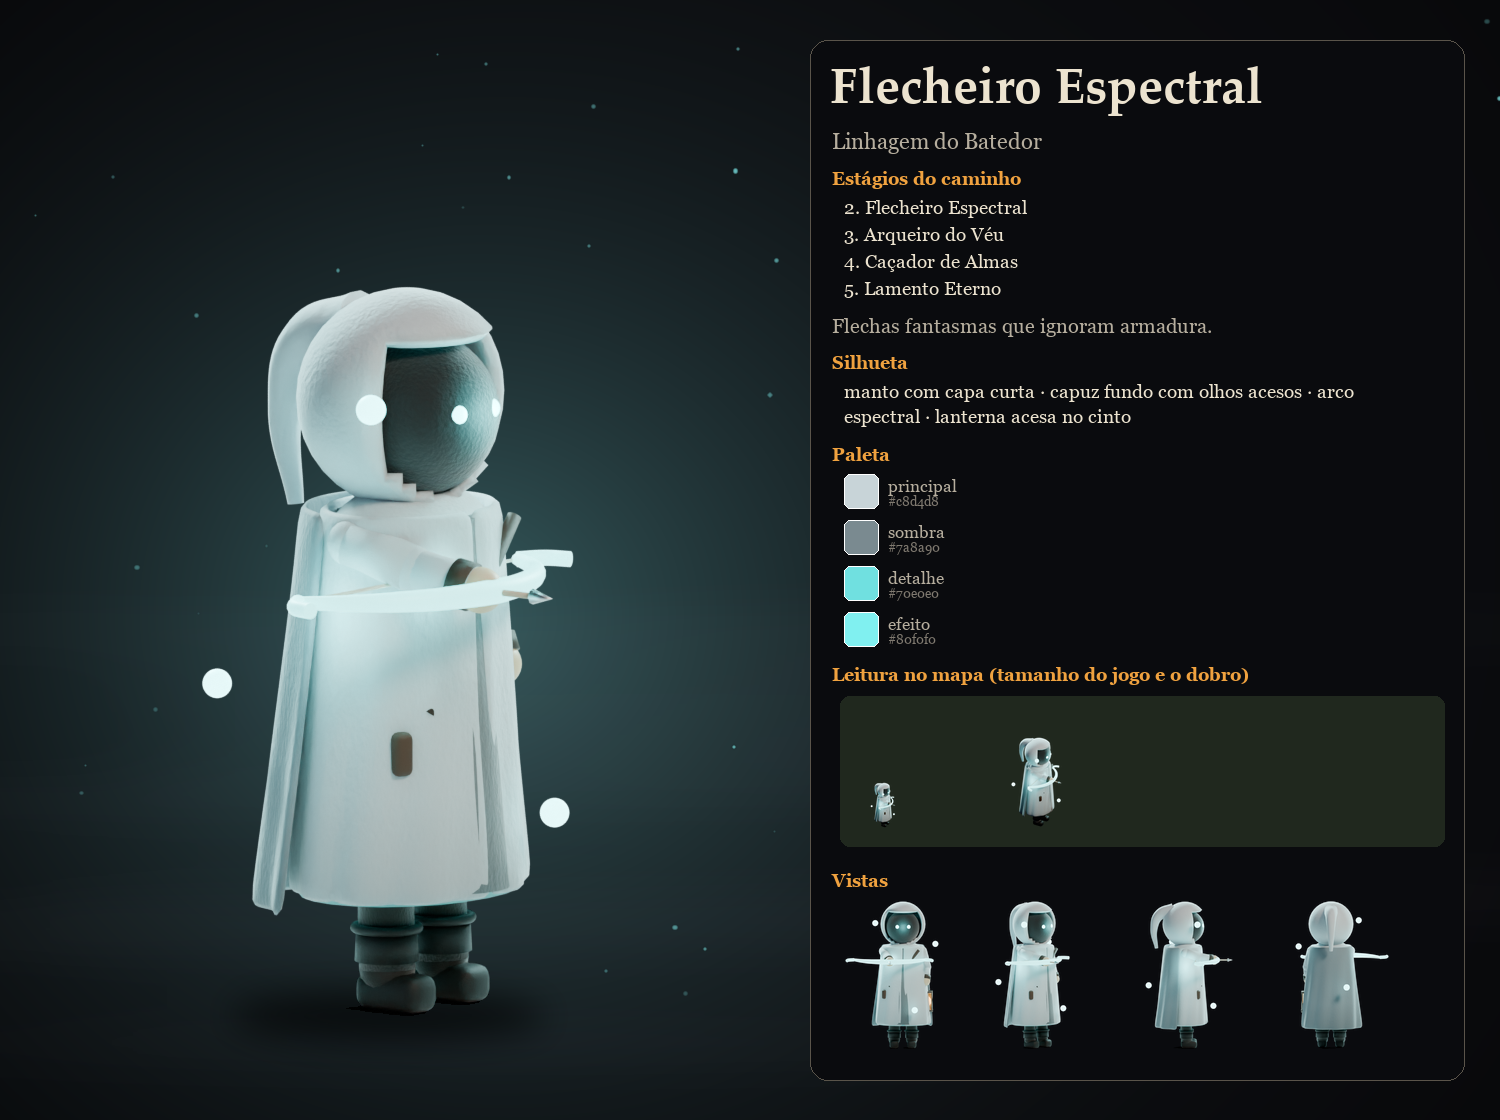 Flecheiro Espectral
Linhagem do Batedor
Estágios do caminho
2. Flecheiro Espectral
3. Arqueiro do Véu
4. Caçador de Almas
5. Lamento Eterno
Flechas fantasmas que ignoram armadura.
Silhueta
manto com capa curta · capuz fundo com olhos acesos · arco
espectral · lanterna acesa no cinto
Paleta
principal
#c8d4d8
sombra
#7a8a90
detalhe
#70e0e0
efeito
#80f0f0
Leitura no mapa (tamanho do jogo e o dobro)
Vistas